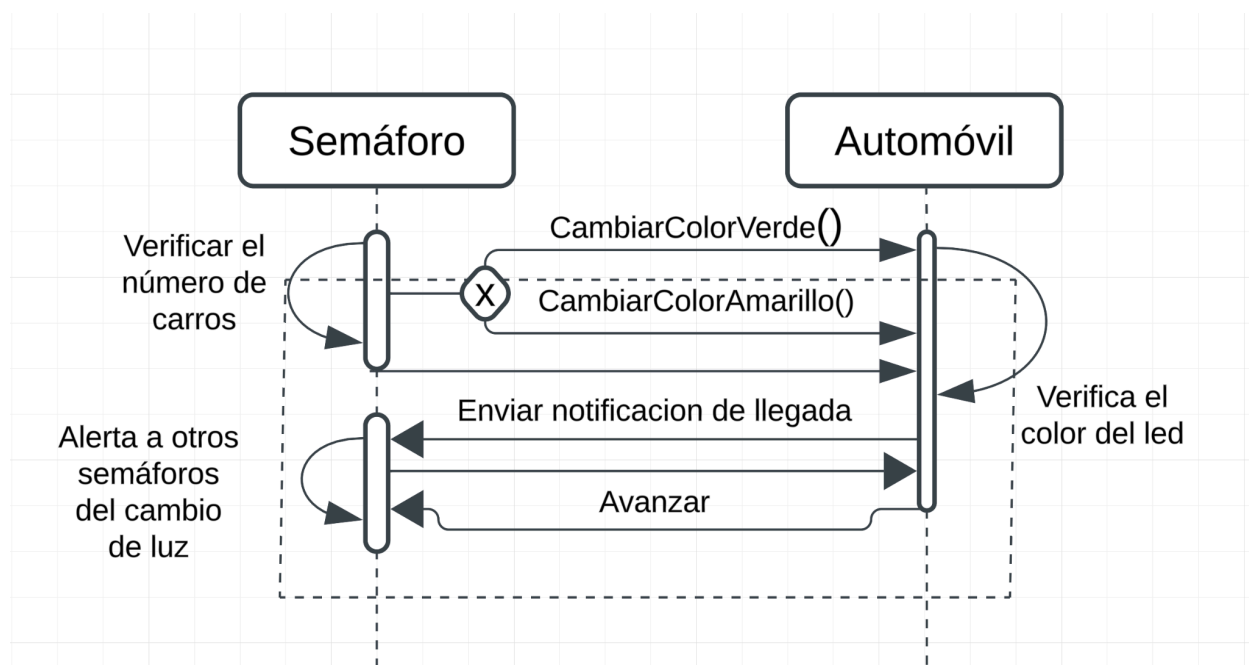 Semáforo
Automóvil
CambiarColorVerde()
Verificar el
número de
carros
X
CambiarColorAmarillo()
Verifica el
color del led
Enviar notificacion de llegada
Alerta a otros
semáforos
del cambio
de luz
Avanzar